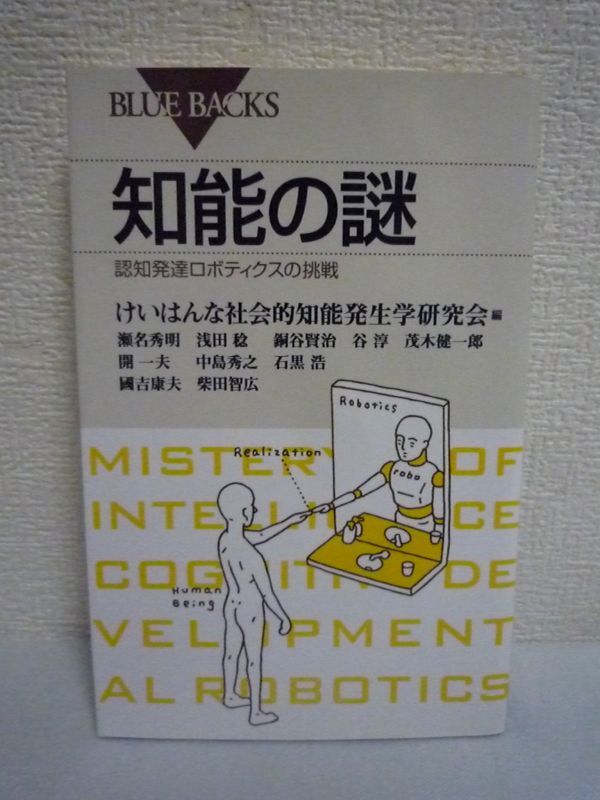 BLUE BACKS
知能の謎
認知発達ロボティクスの挑戦
けいはんな社会的知能発生学研究会 編
瀬名秀明 浅田 稔 銅谷賢治 谷 淳 茂木健一郎
開 一夫 中島秀之 石黒 浩
國吉康夫 柴田智広
Robotics
Realization
robo
Human
Being
MISTERY OF
INTELLIGENCE
COGNITIVE DE
VELOPMENT
AL ROBOTICS